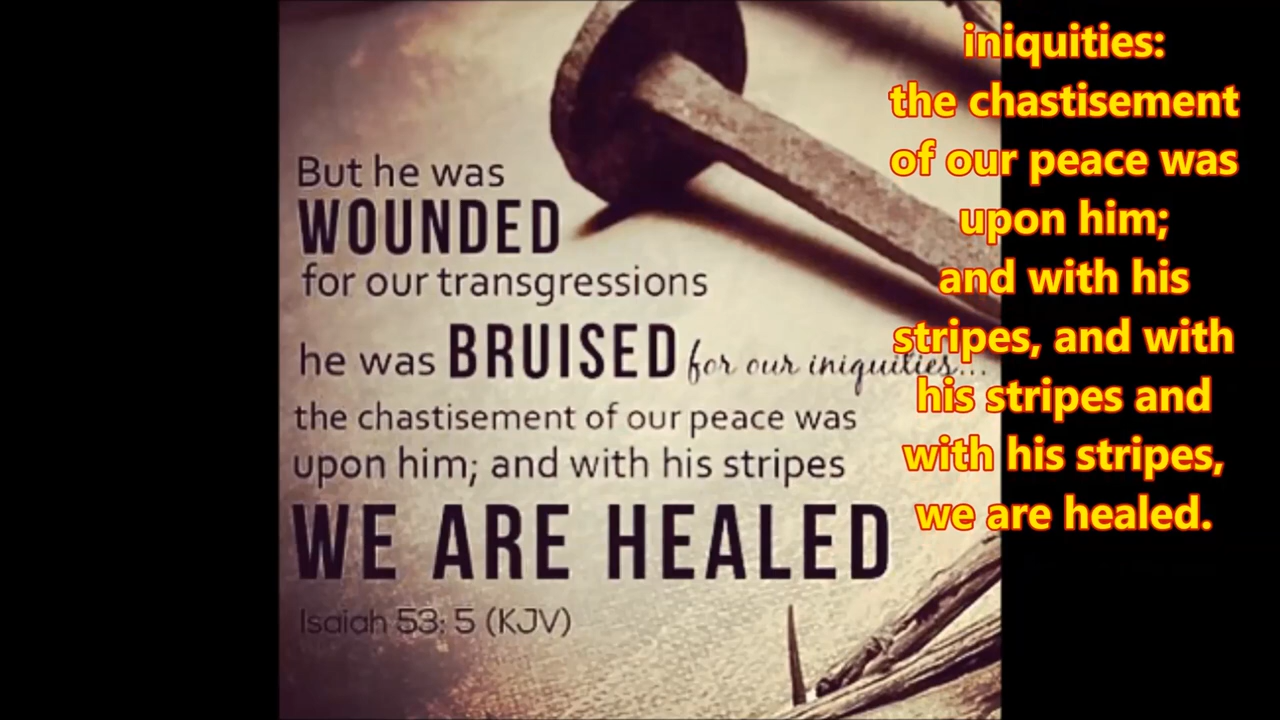 But he was
WOUNDED
for our transgressions
he was BRUISED for our iniquities...
the chastisement of our peace was
upon him; and with his stripes
WE ARE HEALED
Isaiah 53: 5 (KJV)
iniquities:
the chastisement
of our peace was
upon him;
and with his
stripes, and with
his stripes and
with his stripes,
we are healed.